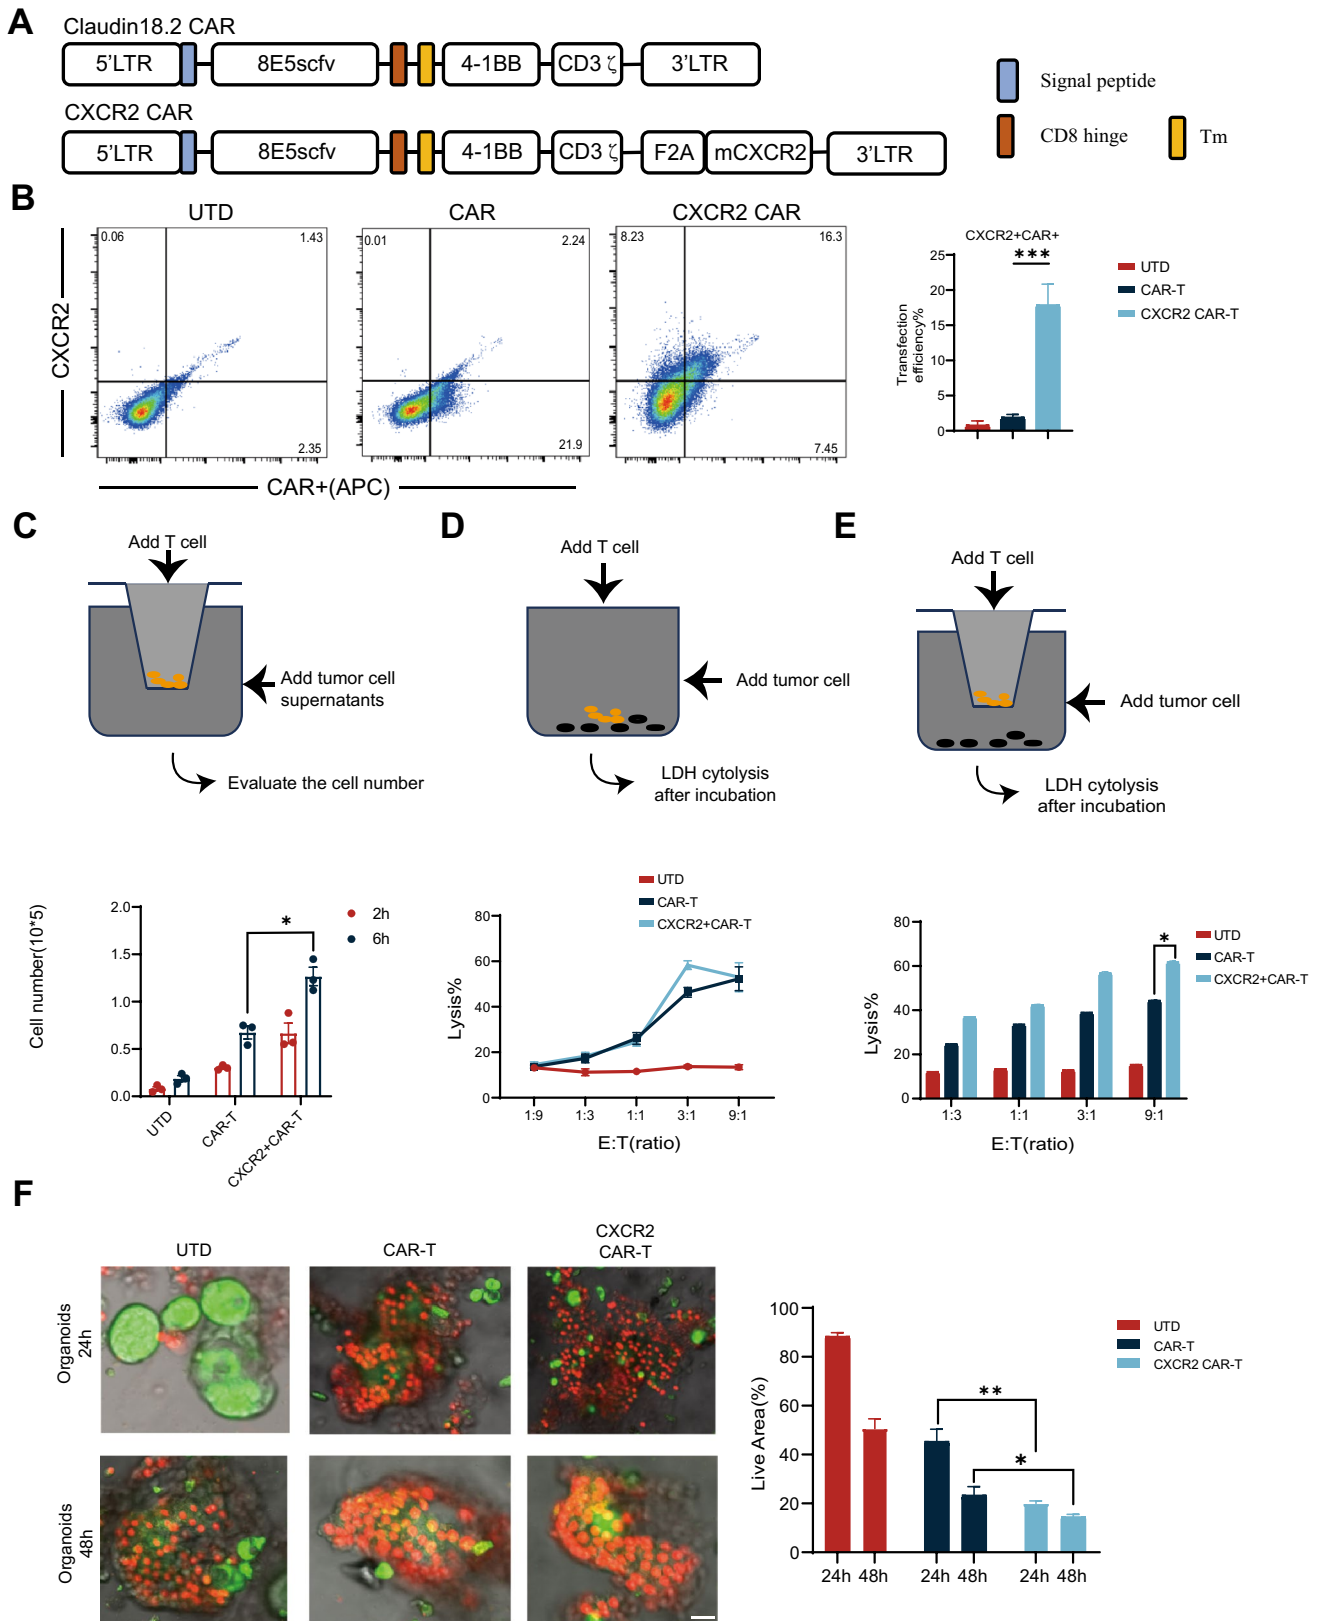 A
Claudin18.2 CAR
5'LTR 8E5scfv 4-1BB CD3 ζ 3'LTR
CXCR2 CAR
5'LTR 8E5scfv 4-1BB CD3 ζ F2A mCXCR2 3'LTR
Signal peptide
CD8 hinge Tm
B
UTD CAR CXCR2 CAR
CXCR2
0.06 1.43
2.35
0.01 2.24
21.9
8.23 16.3
7.45
CAR+(APC)
CXCR2+CAR+
***
Transfection
efficiency%
25
20
15
10
5
0
UTD
CAR-T
CXCR2 CAR-T
C
Add T cell
Add tumor cell
supernatants
Evaluate the cell number
Cell number(10*5)
2.0
1.5
1.0
0.5
0.0
*
2h
6h
UTD
CAR-T
CXCR2+CAR-T
D
Add T cell
Add tumor cell
LDH cytolysis
after incubation
UTD
CAR-T
CXCR2+CAR-T
Lysis%
80
60
40
20
0
1:9 1:3 1:1 3:1 9:1
E:T(ratio)
E
Add T cell
Add tumor cell
LDH cytolysis
after incubation
Lysis%
80
60
40
20
0
*
UTD
CAR-T
CXCR2+CAR-T
1:3 1:1 3:1 9:1
E:T(ratio)
F
UTD CAR-T CXCR2
CAR-T
Organoids
24h
Organoids
48h
Live Area(%)
100
80
60
40
20
0
**
*
24h 48h 24h 48h 24h 48h
UTD
CAR-T
CXCR2 CAR-T